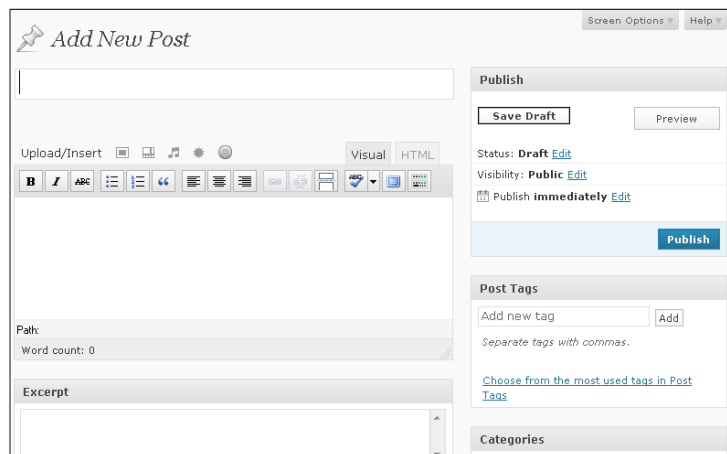 Screen Options Help
Add New Post
Upload/Insert Visual HTML
B I ABC ABC
Path:
Word count: 0
Excerpt
Publish
Save Draft Preview
Status: Draft Edit
Visibility: Public Edit
Publish immediately Edit
Publish
Post Tags
Add new tag Add
Separate tags with commas.
Choose from the most used tags in Post
Tags
Categories